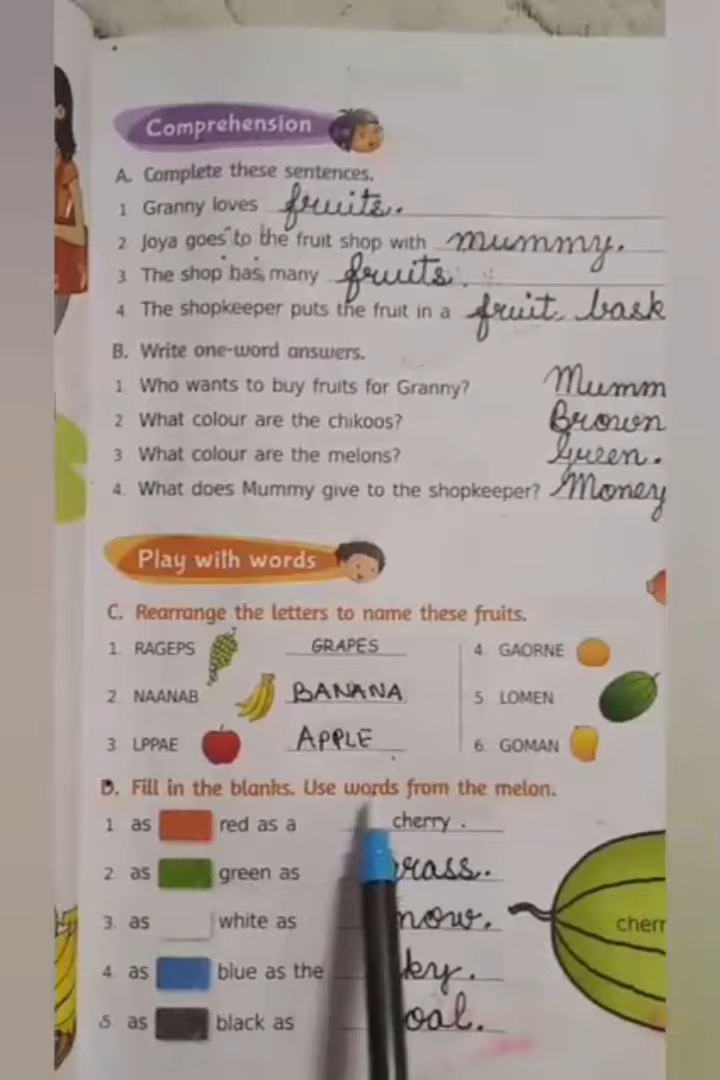 Comprehension
A. Complete these sentences.
1 Granny loves fruits.
2 Joya goes to the fruit shop with mummy.
3 The shop has many fruits.
4 The shopkeeper puts the fruit in a fruit bask
B. Write one-word answers.
1 Who wants to buy fruits for Granny? Mumm
2 What colour are the chikoos? Brown
3 What colour are the melons? Green.
4. What does Mummy give to the shopkeeper? Money
Play with words
C. Rearrange the letters to name these fruits.
1. RAGEPS GRAPES 4. GAORNE
2. NAANAB BANANA 5 LOMEN
3 LPPAE APPLE 6. GOMAN
D. Fill in the blanks. Use words from the melon.
1 as red as a cherry.
2 as green as rass.
3. as white as now.
4 as blue as the ky.
5 as black as oal.
cherr